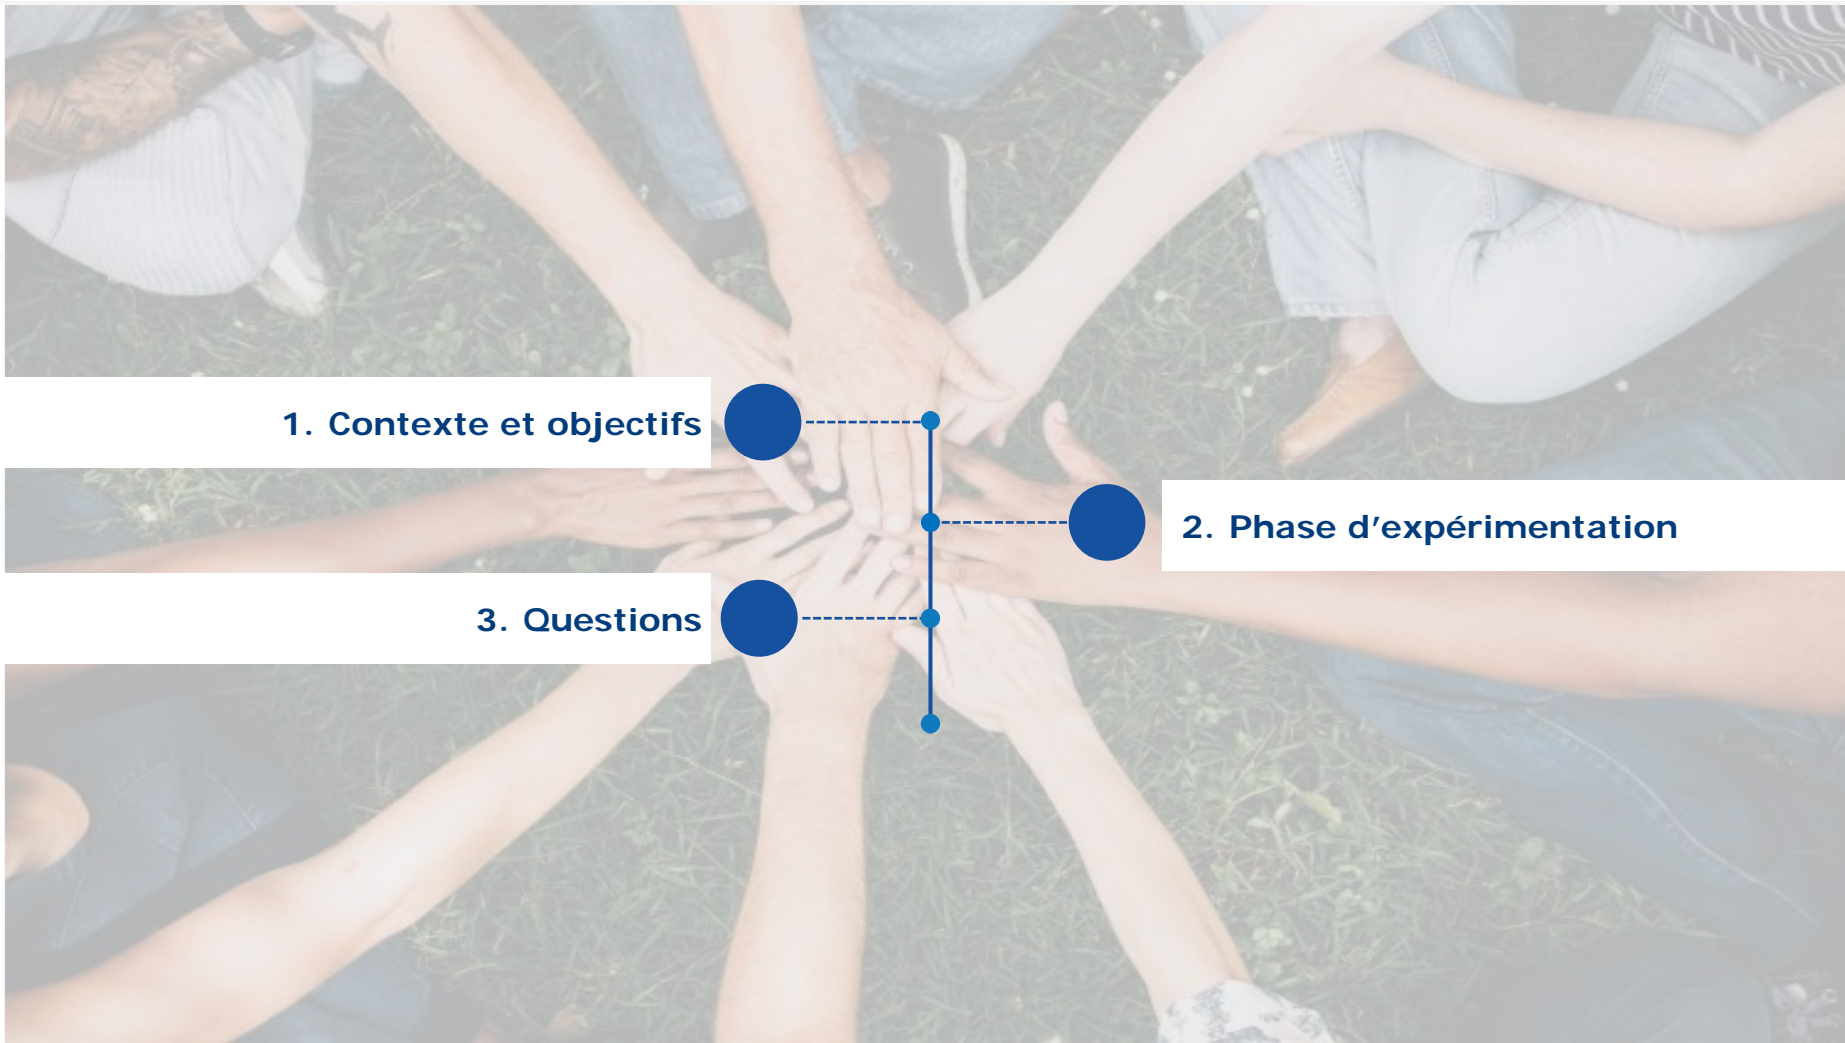 1. Contexte et objectifs
2. Phase d'expérimentation
3. Questions